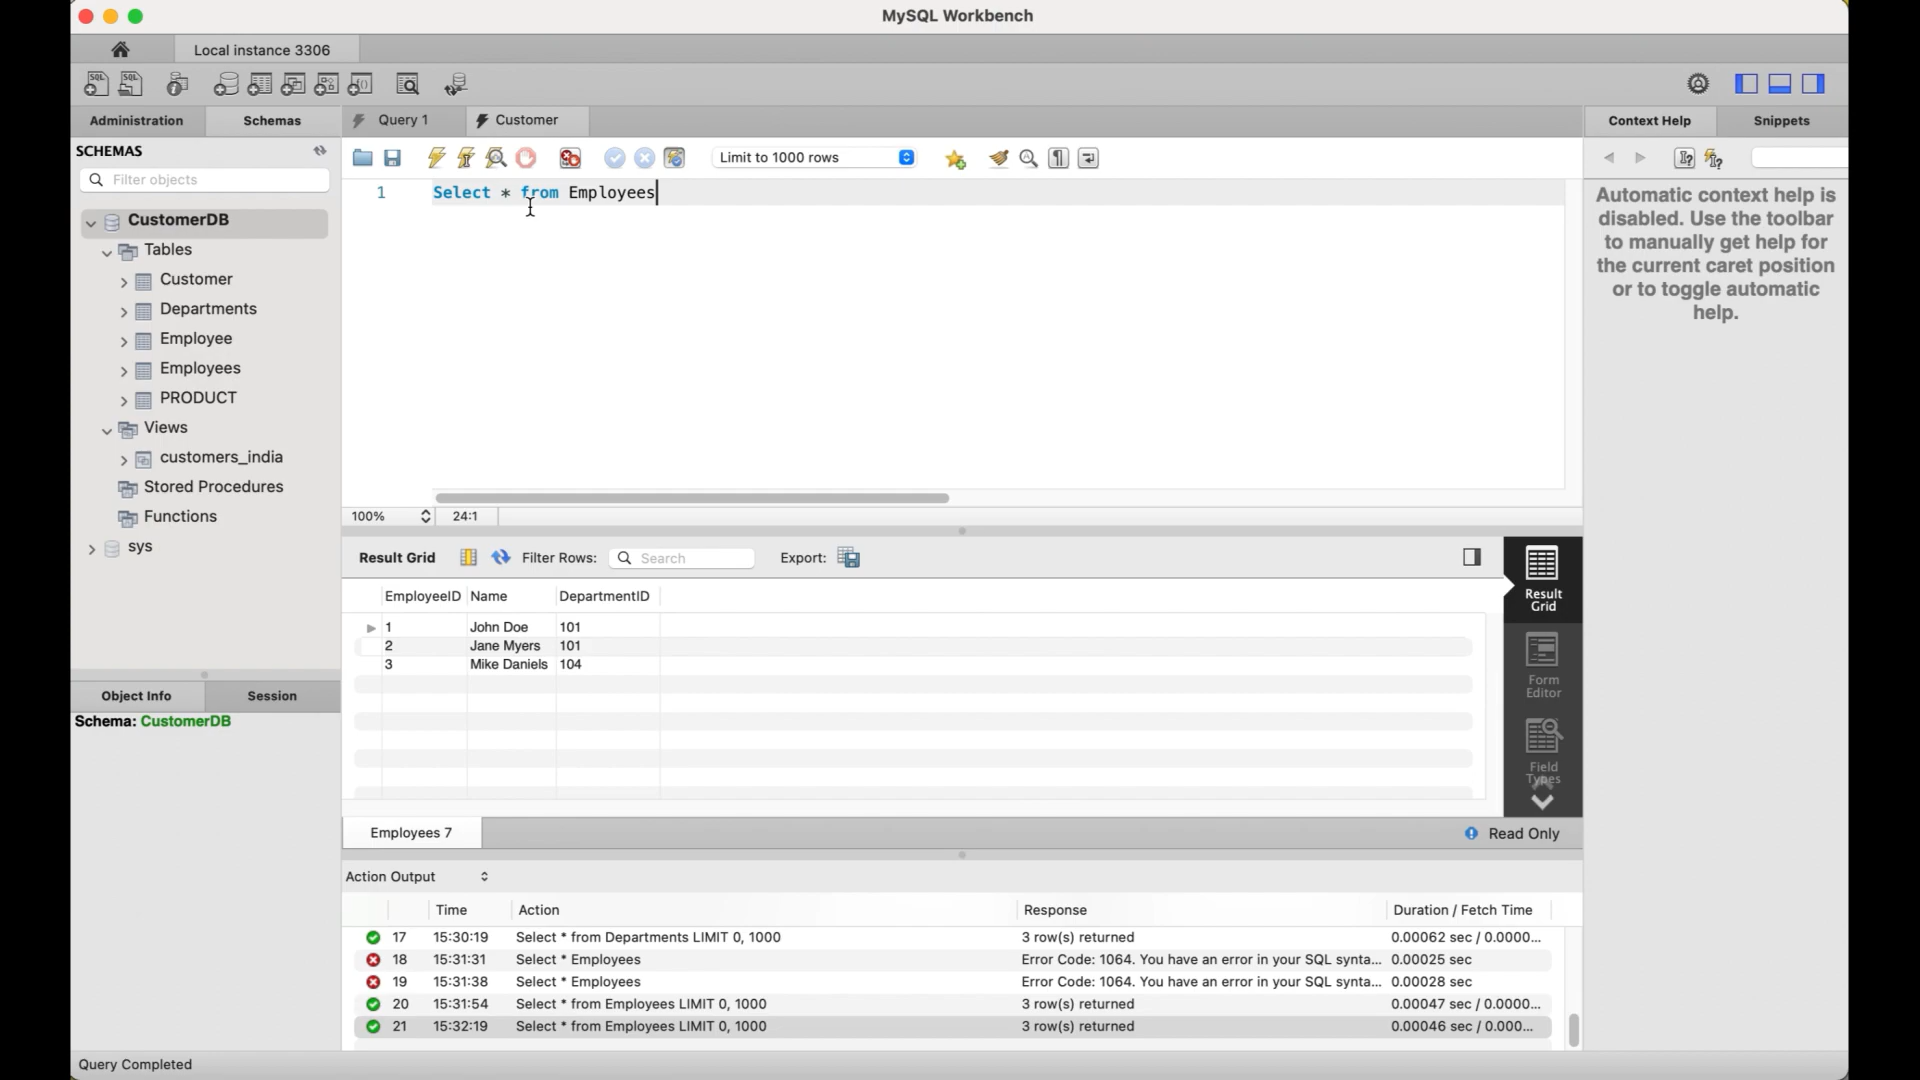 MySQL Workbench
Local instance 3306
SQL SQL
Administration Schemas Query 1 Customer Context Help Snippets
SCHEMAS
Limit to 1000 rows
Filter objects
1 Select * from Employees
Automatic context help is
disabled. Use the toolbar
to manually get help for
the current caret position
or to toggle automatic
help.
CustomerDB
Tables
Customer
Departments
Employee
Employees
PRODUCT
Views
customers_india
Stored Procedures
Functions
sys
100% 24:1
Result Grid Filter Rows: Search Export:
EmployeeID Name DepartmentID
1 John Doe 101
2 Jane Myers 101
3 Mike Daniels 104
Result
Grid
Form
Editor
Field
Types
Object Info Session
Schema: CustomerDB
Employees 7 Read Only
Action Output
Time Action Response Duration / Fetch Time
17 15:30:19 Select * from Departments LIMIT 0, 1000 3 row(s) returned 0.00062 sec / 0.0000...
18 15:31:31 Select * Employees Error Code: 1064. You have an error in your SQL synta... 0.00025 sec
19 15:31:38 Select * Employees Error Code: 1064. You have an error in your SQL synta... 0.00028 sec
20 15:31:54 Select * from Employees LIMIT 0, 1000 3 row(s) returned 0.00047 sec / 0.0000...
21 15:32:19 Select * from Employees LIMIT 0, 1000 3 row(s) returned 0.00046 sec / 0.000...
Query Completed